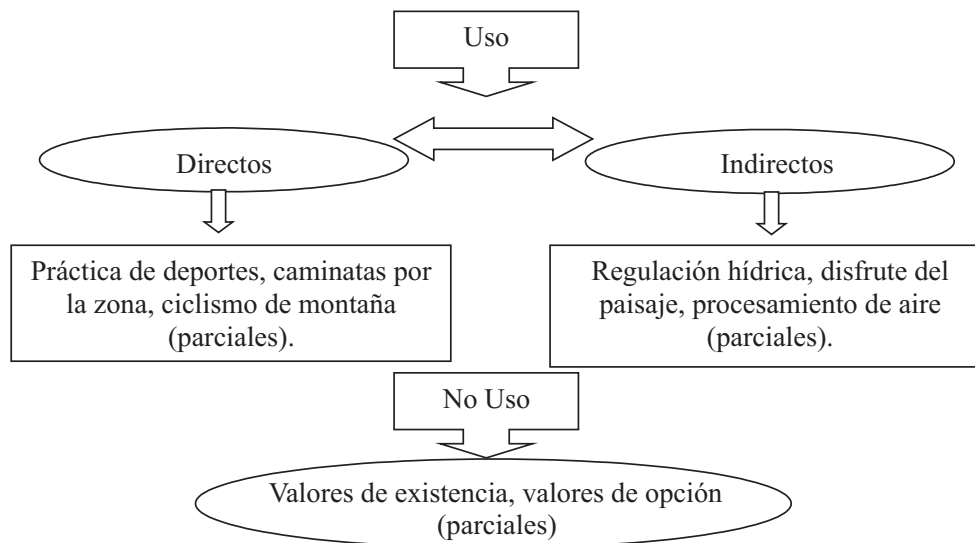 Uso
Directos
Indirectos
Práctica de deportes, caminatas por
la zona, ciclismo de montaña
(parciales).
Regulación hídrica, disfrute del
paisaje, procesamiento de aire
(parciales).
No Uso
Valores de existencia, valores de opción
(parciales)